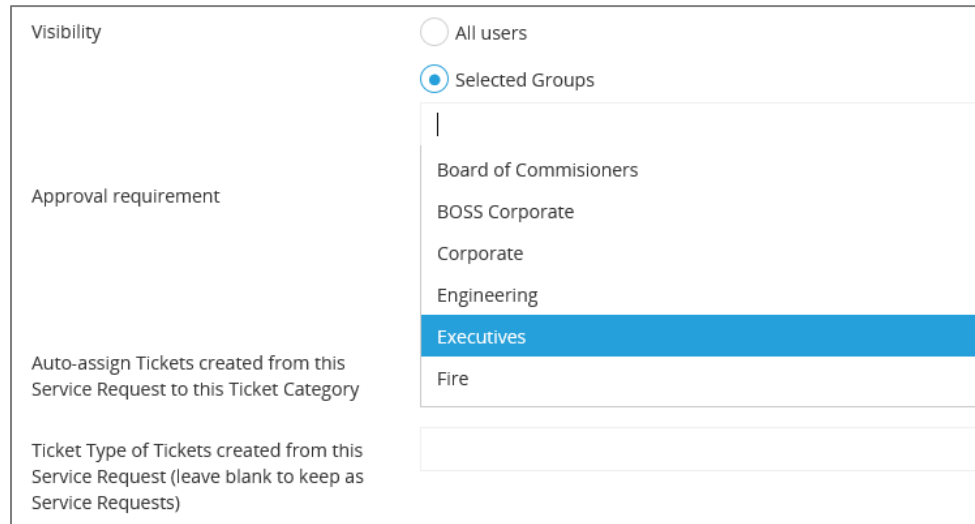 Visibility
All users
Selected Groups
Board of Commisioners
Approval requirement
BOSS Corporate
Corporate
Engineering
Executives
Auto-assign Tickets created from this
Service Request to this Ticket Category
Fire
Ticket Type of Tickets created from this
Service Request (leave blank to keep as
Service Requests)